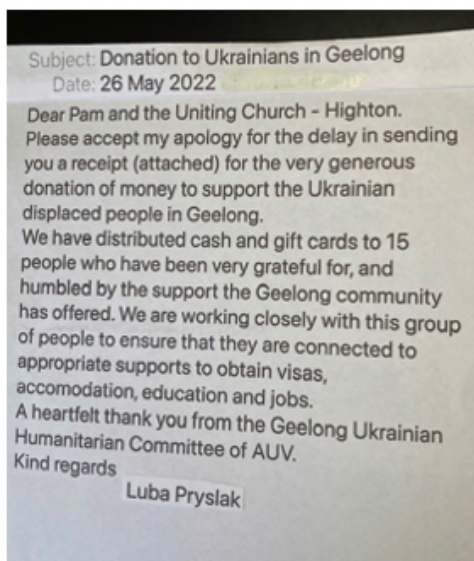 Subject: Donation to Ukrainians in Geelong
Date: 26 May 2022
Dear Pam and the Uniting Church - Highton.
Please accept my apology for the delay in sending
you a receipt (attached) for the very generous
donation of money to support the Ukrainian
displaced people in Geelong.
We have distributed cash and gift cards to 15
people who have been very grateful for, and
humbled by the support the Geelong community
has offered. We are working closely with this group
of people to ensure that they are connected to
appropriate supports to obtain visas,
accomodation, education and jobs.
A heartfelt thank you from the Geelong Ukrainian
Humanitarian Committee of AUV.
Kind regards
Luba Pryslak